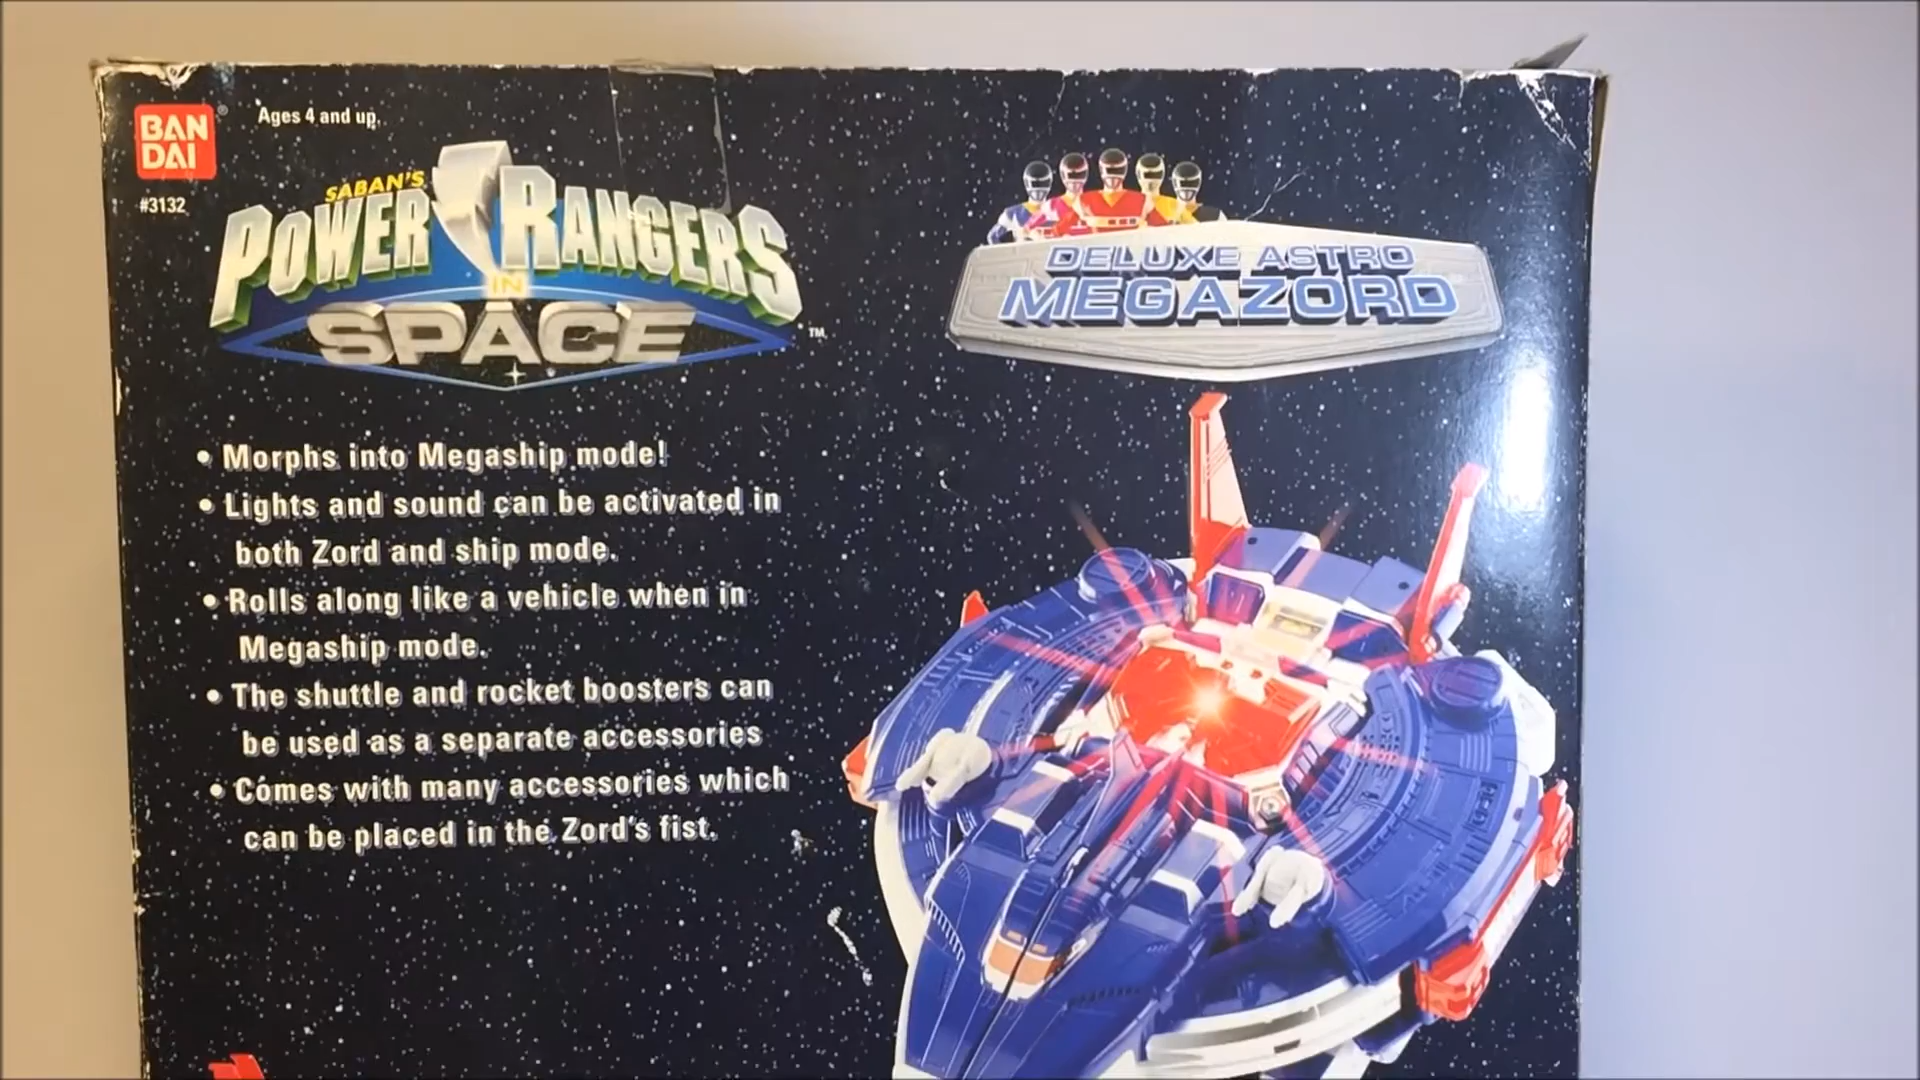 BAN
DAI
®
#3132
Ages 4 and up.
SABAN'S
POWER RANGERS
IN
SPACE
™
DELUXE ASTRO
MEGAZORD
• Morphs into Megaship mode!
• Lights and sound can be activated in
both Zord and ship mode.
• Rolls along like a vehicle when in
Megaship mode.
• The shuttle and rocket boosters can
be used as a separate accessories
• Comes with many accessories which
can be placed in the Zord's fist.